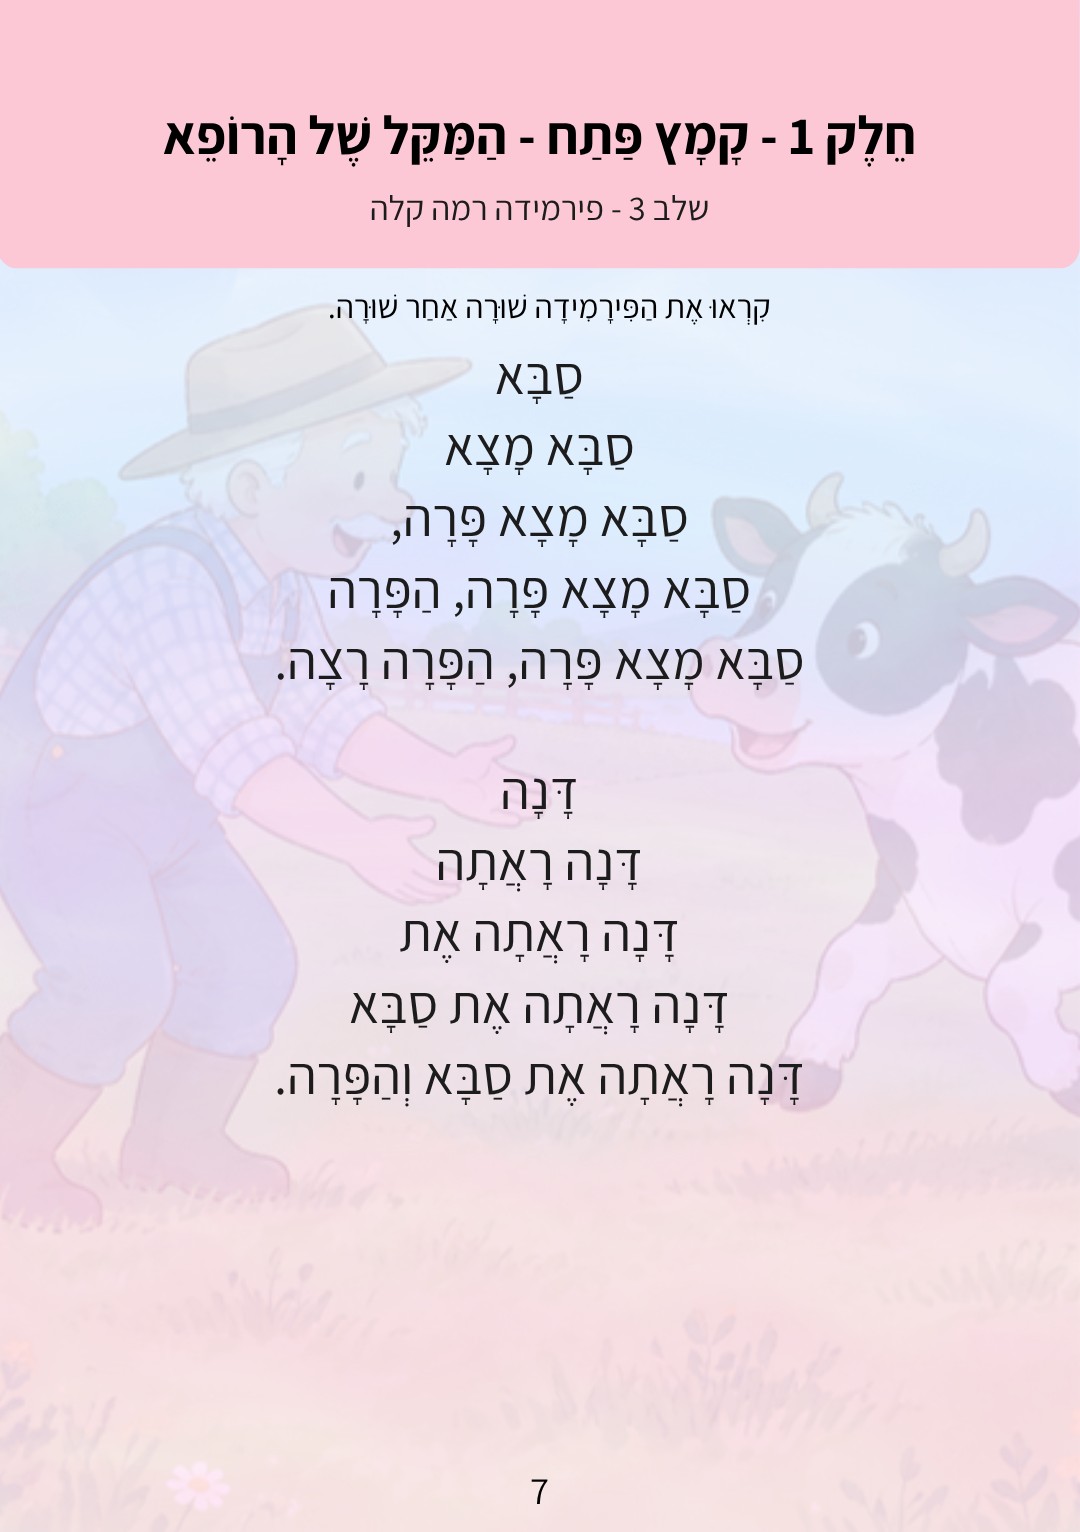 חֵלֶק 1 - קָמָץ פַּתַח - הַמַּקֵּל שֶׁל הָרוֹפֵא
שלב 3 - פירמידה רמה קלה
קִרְאוּ אֶת הַפִּירָמִידָה שׁוּרָה אַחַר שׁוּרָה.
סַבָּא
סַבָּא מָצָא
סַבָּא מָצָא פָּרָה,
סַבָּא מָצָא פָּרָה, הַפָּרָה
סַבָּא מָצָא פָּרָה, הַפָּרָה רָצָה.
דָּנָה
דָּנָה רָאֲתָה
דָּנָה רָאֲתָה אֶת
דָּנָה רָאֲתָה אֶת סַבָּא
דָּנָה רָאֲתָה אֶת סַבָּא וְהַפָּרָה.
7